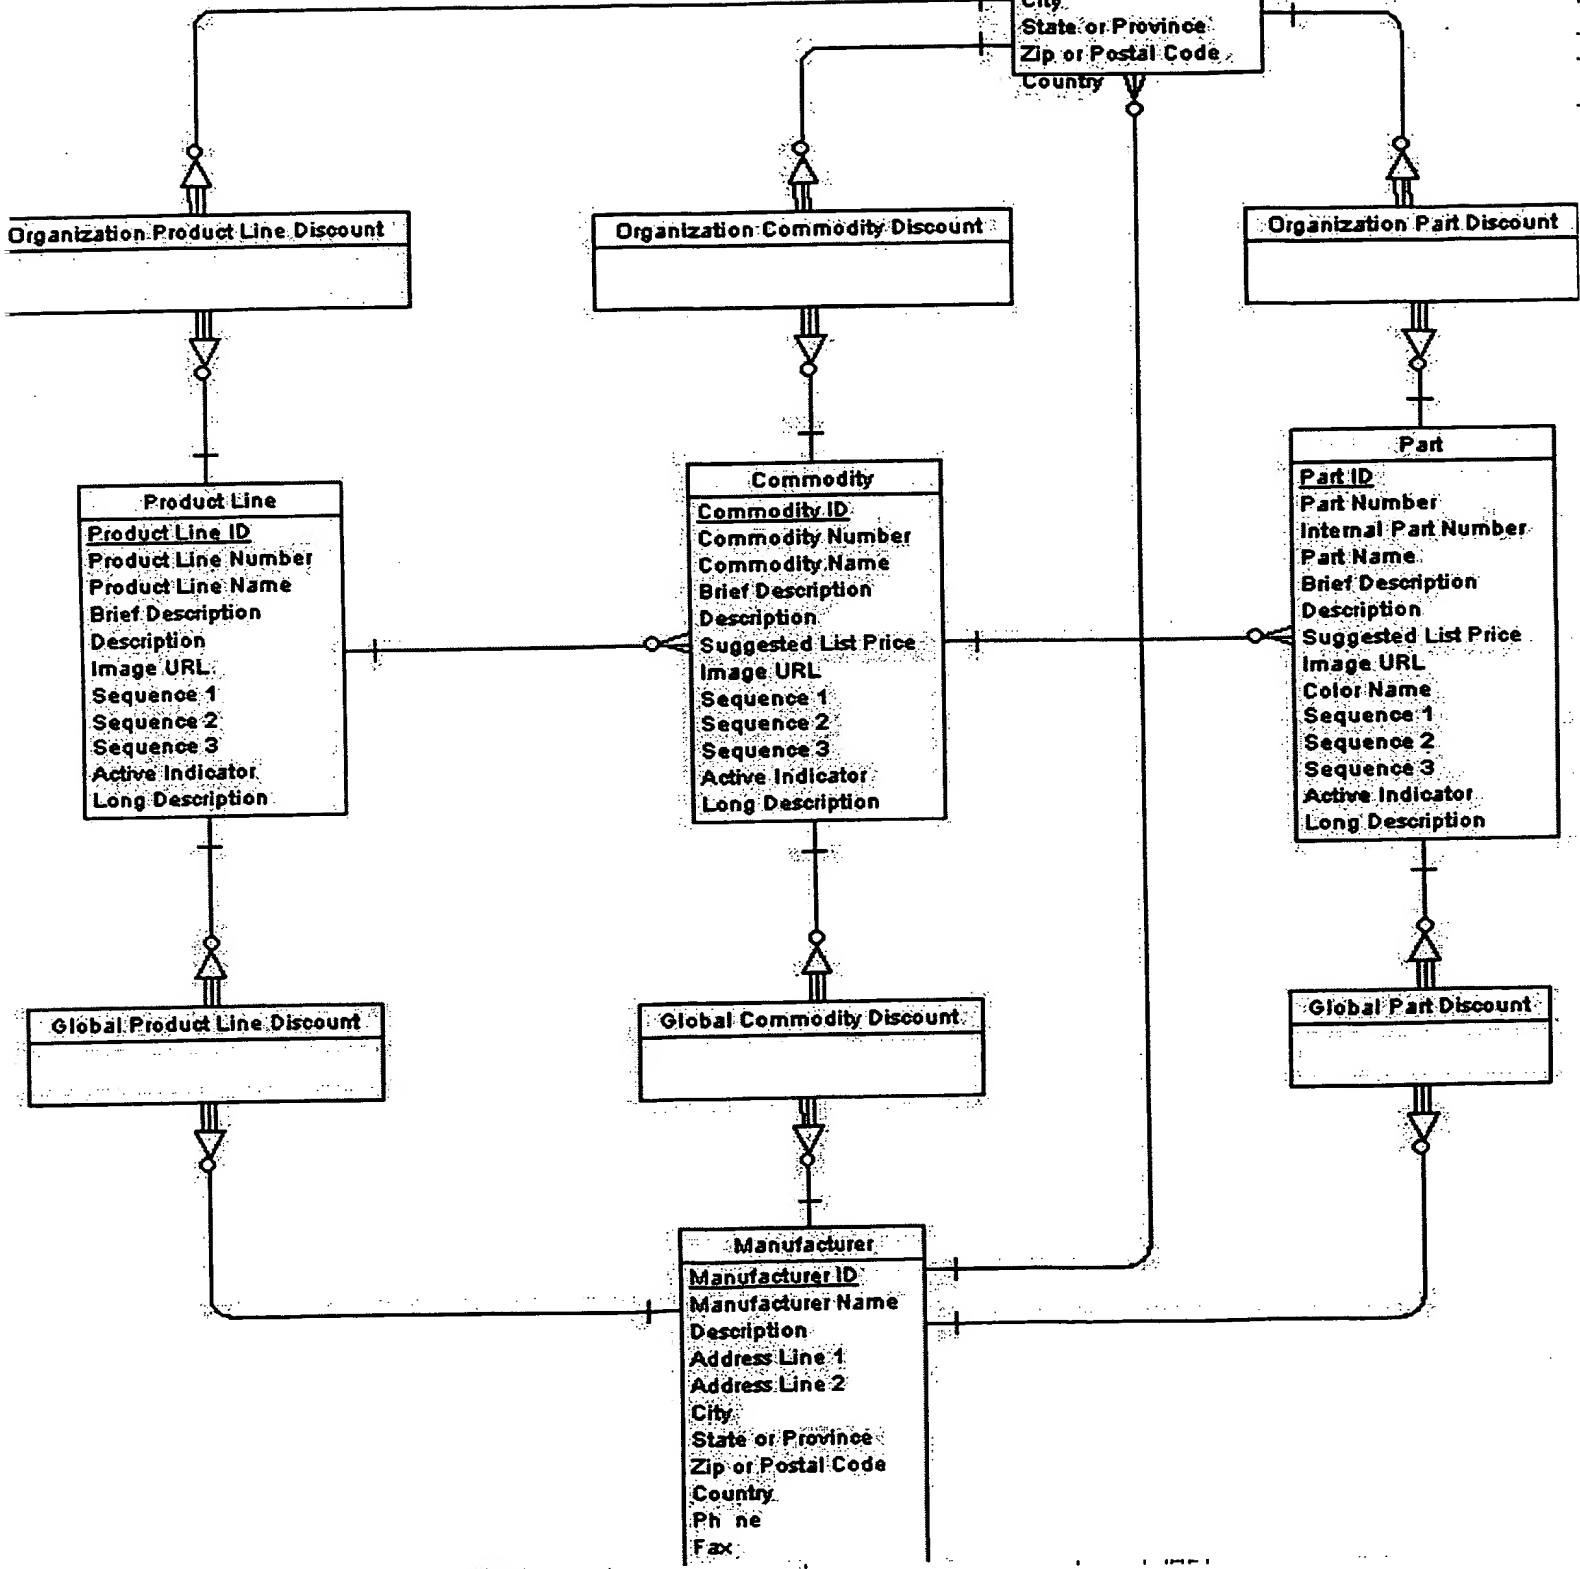 City
State or Province
Zip or Postal Code
Country
Organization Product Line Discount
Organization Commodity Discount
Organization Part Discount
Product Line
Product Line ID
Product Line Number
Product Line Name
Brief Description
Description
Image URL
Sequence 1
Sequence 2
Sequence 3
Active Indicator
Long Description
Commodity
Commodity ID
Commodity Number
Commodity Name
Brief Description
Description
Suggested List Price
Image URL
Sequence 1
Sequence 2
Sequence 3
Active Indicator
Long Description
Part
Part ID
Part Number
Internal Part Number
Part Name
Brief Description
Description
Suggested List Price
Image URL
Color Name
Sequence 1
Sequence 2
Sequence 3
Active Indicator
Long Description
Global Product Line Discount
Global Commodity Discount
Global Part Discount
Manufacturer
Manufacturer ID
Manufacturer Name
Description
Address Line 1
Address Line 2
City
State or Province
Zip or Postal Code
Country
Ph ne
Fax